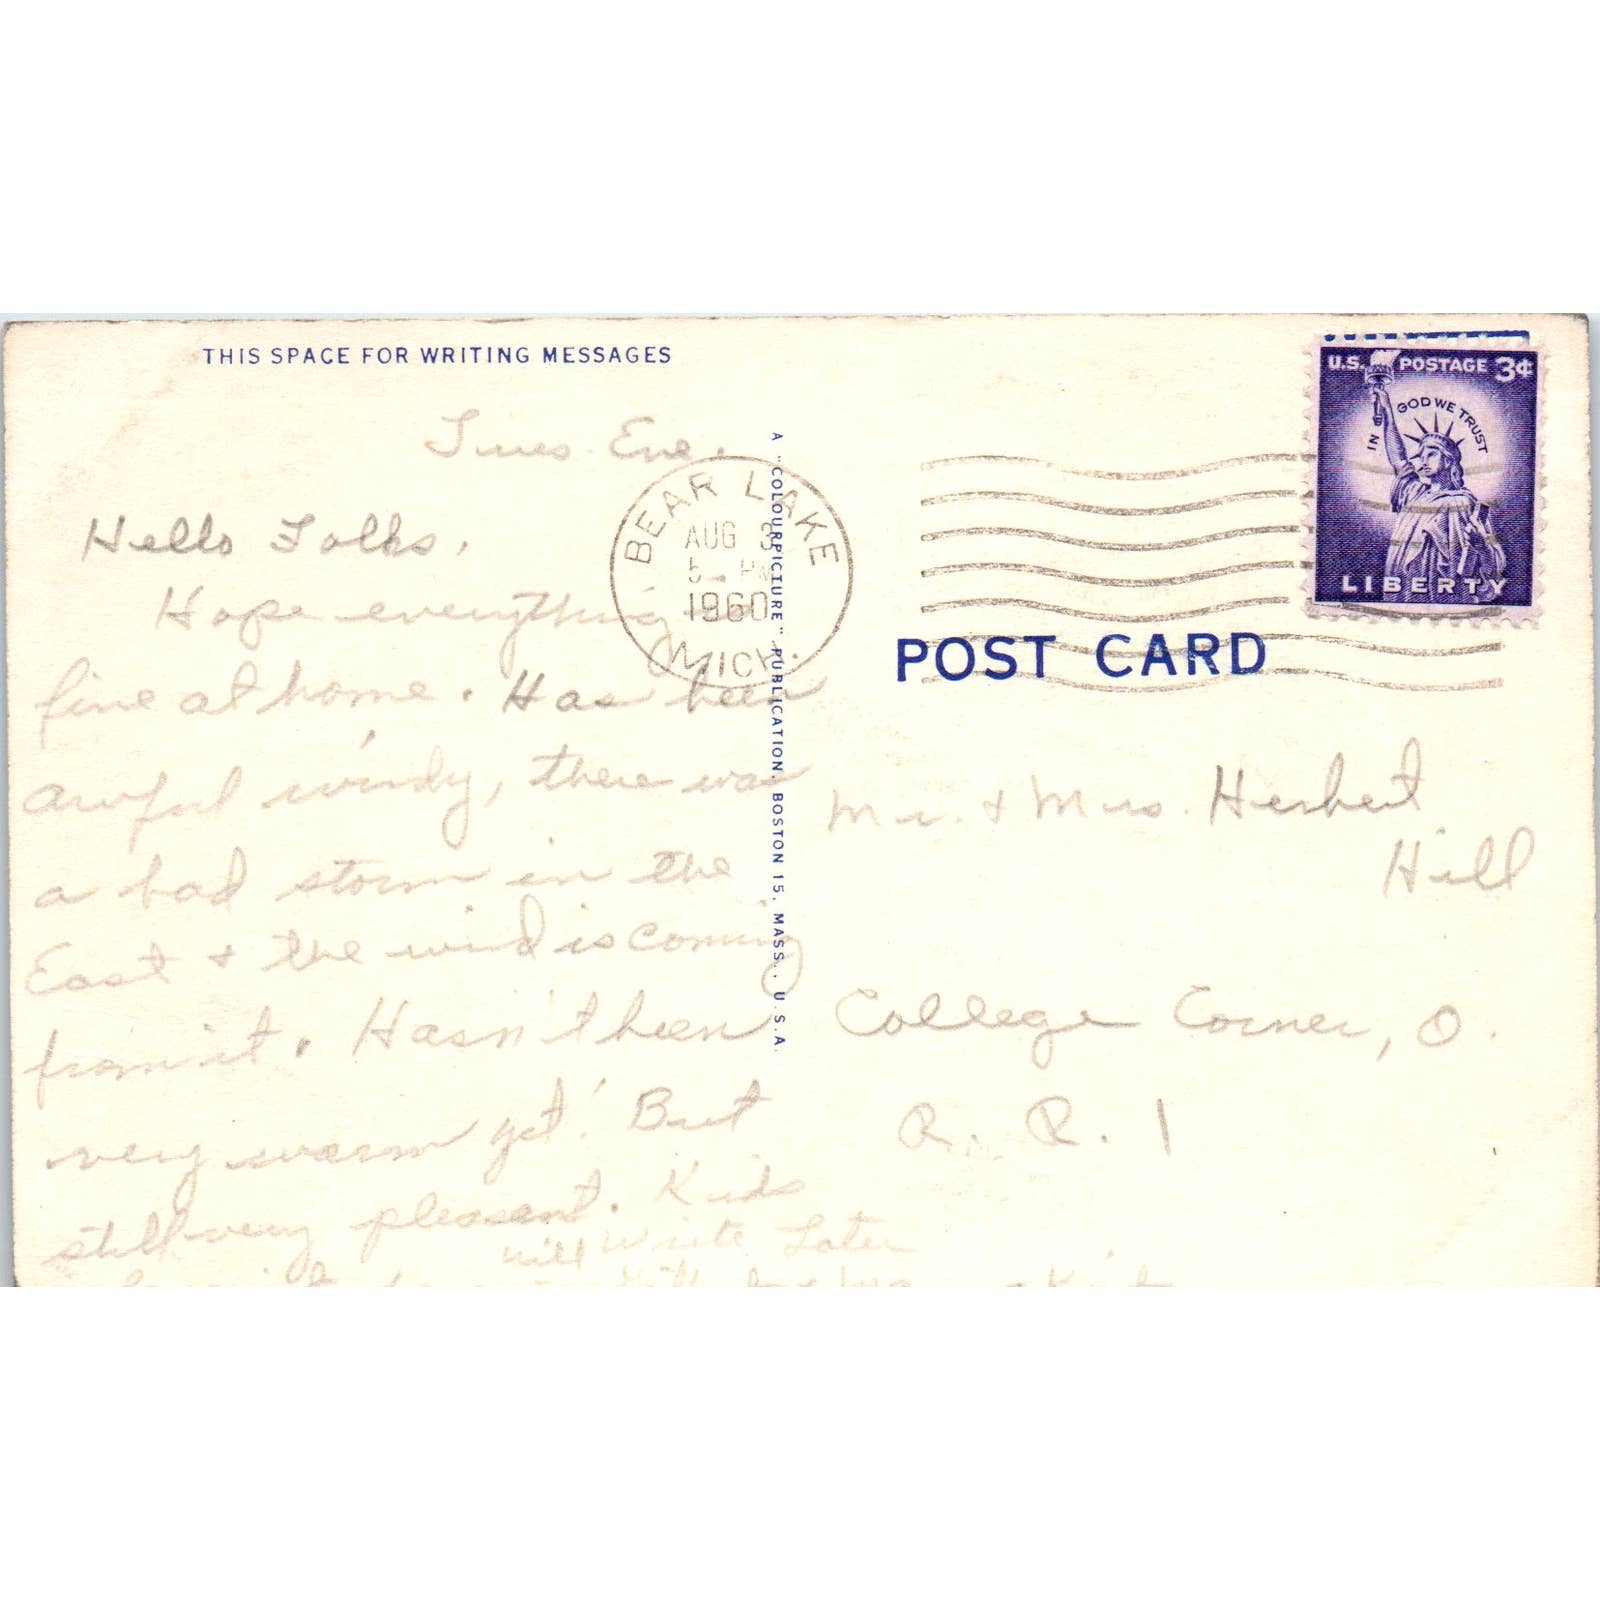 THIS SPACE FOR WRITING MESSAGES
Tues Eve.
Hello Folks,
Hope everything
fine at home. Has been
awful windy, there was
a bad storm in the
East + the wind is coming
from it. Hasn't been
very warm yet! But
still very pleasant. Kids
will write Later
A "COLOURPICTURE" PUBLICATION, BOSTON 15, MASS., U.S.A.
BEAR LAKE
AUG 3
5 PM
1960
MICH.
U.S. POSTAGE 3¢
IN GOD WE TRUST
LIBERTY
POST CARD
Mr. + Mrs. Herbert
Hill
College Corner, O.
R. R. 1